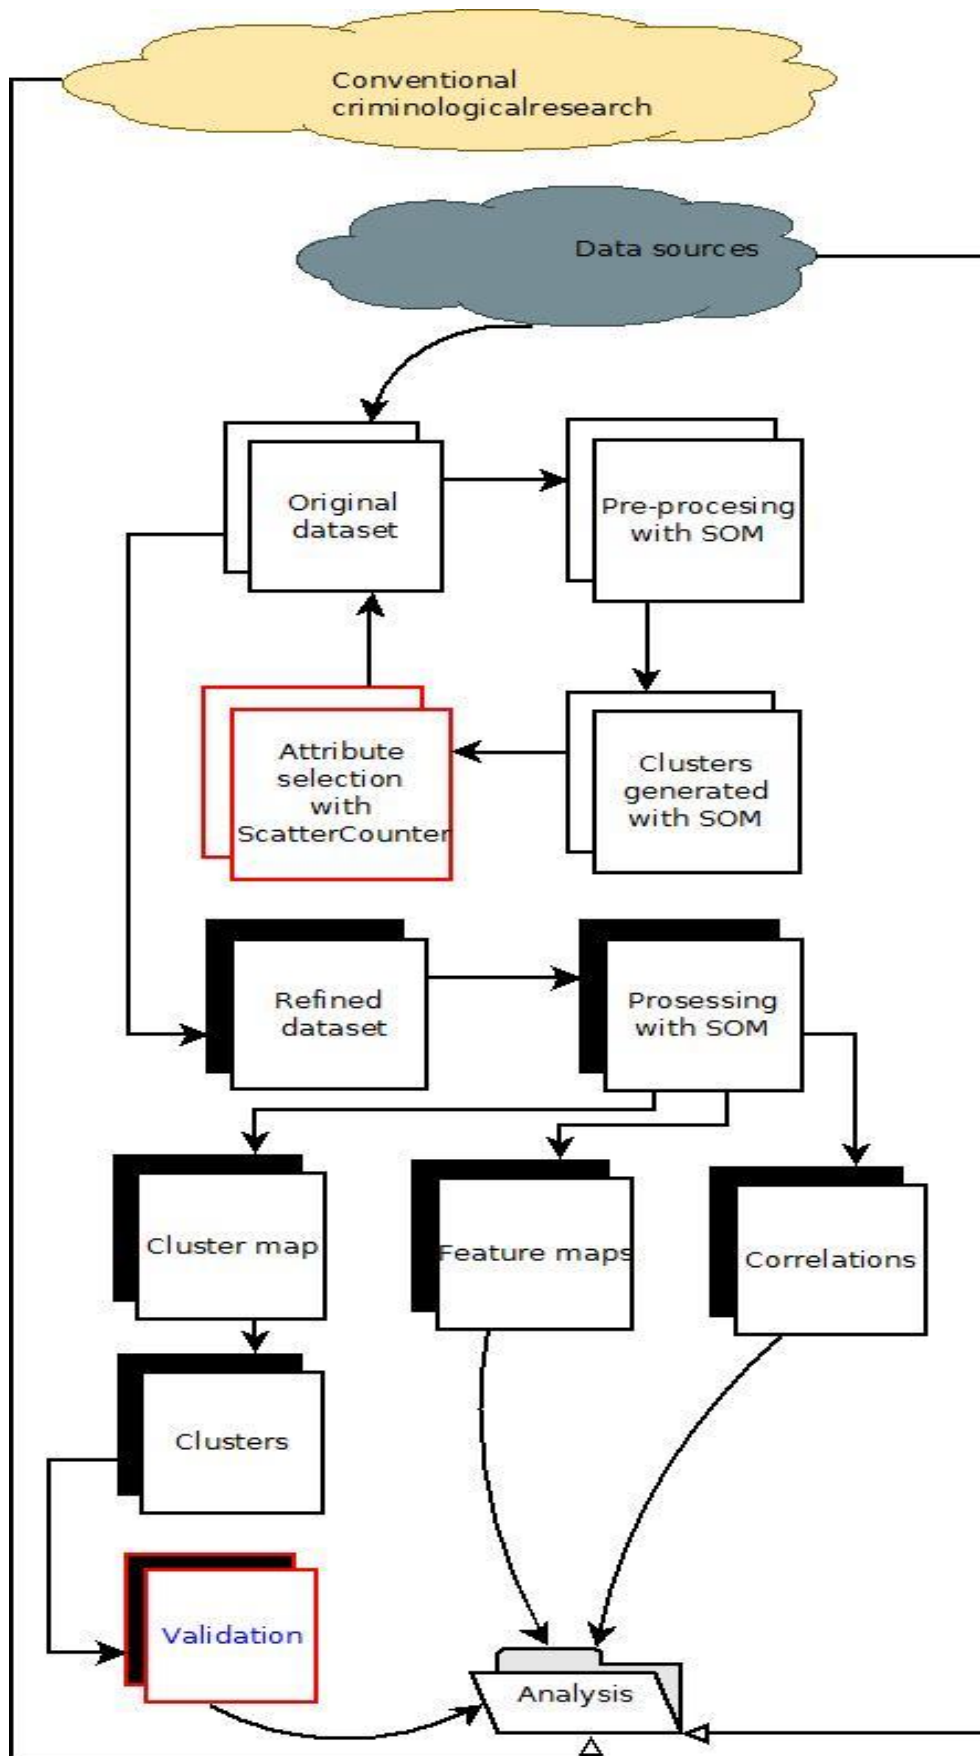 Conventional
criminologicalresearch
Data sources
Original
dataset
Pre-procesing
with SOM
Attribute
selection
with
ScatterCounter
Clusters
generated
with SOM
Refined
dataset
Prosessing
with SOM
Cluster map
Feature maps
Correlations
Clusters
Validation
Analysis